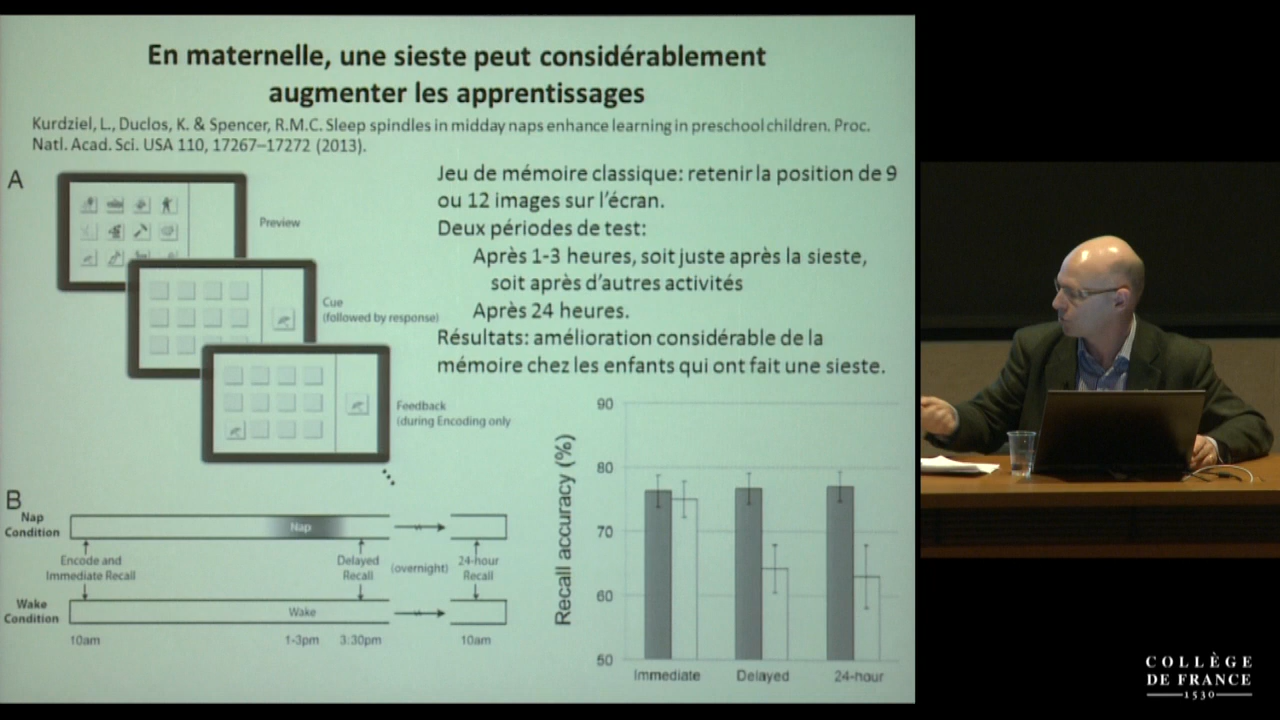 En maternelle, une sieste peut considérablement
augmenter les apprentissages
Kurdziel, L., Duclos, K. & Spencer, R.M.C. Sleep spindles in midday naps enhance learning in preschool children. Proc.
Natl. Acad. Sci. USA 110, 17267–17272 (2013).
A
Preview
Cue
(followed by response)
Feedback
(during Encoding only
Jeu de mémoire classique: retenir la position de 9
ou 12 images sur l'écran.
Deux périodes de test:
Après 1-3 heures, soit juste après la sieste,
soit après d'autres activités
Après 24 heures.
Résultats: amélioration considérable de la
mémoire chez les enfants qui ont fait une sieste.
B
Nap
Condition
Nap
Encode and
Immediate Recall
Delayed
Recall
(overnight)
24-hour
Recall
Wake
Condition
Wake
10am
1-3pm
3:30pm
10am
Recall accuracy (%)
90
80
70
60
50
Immediate
Delayed
24-hour
COLLÈGE
DE FRANCE
1530